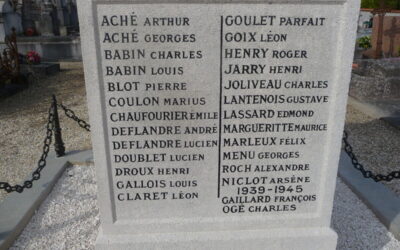 ACHÉ ARTHUR
ACHÉ GEORGES
BABIN CHARLES
BABIN LOUIS
BLOT PIERRE
COULON MARIUS
CHAUFOURIER ÉMILE
DEFLANDRE ANDRÉ
DEFLANDRE LUCIEN
DOUBLET LUCIEN
DROUX HENRI
GALLOIS LOUIS
CLARET LÉON
GOULET PARFAIT
GOIX LÉON
HENRY ROGER
JARRY HENRI
JOLIVEAU CHARLES
LANTENOIS GUSTAVE
LASSARD EDMOND
MARGUERITTE MAURICE
MARLEUX FÉLIX
MENU GEORGES
ROCH ALEXANDRE
NICLOT ARSÈNE
1939-1945
GAILLARD FRANÇOIS
OGÉ CHARLES